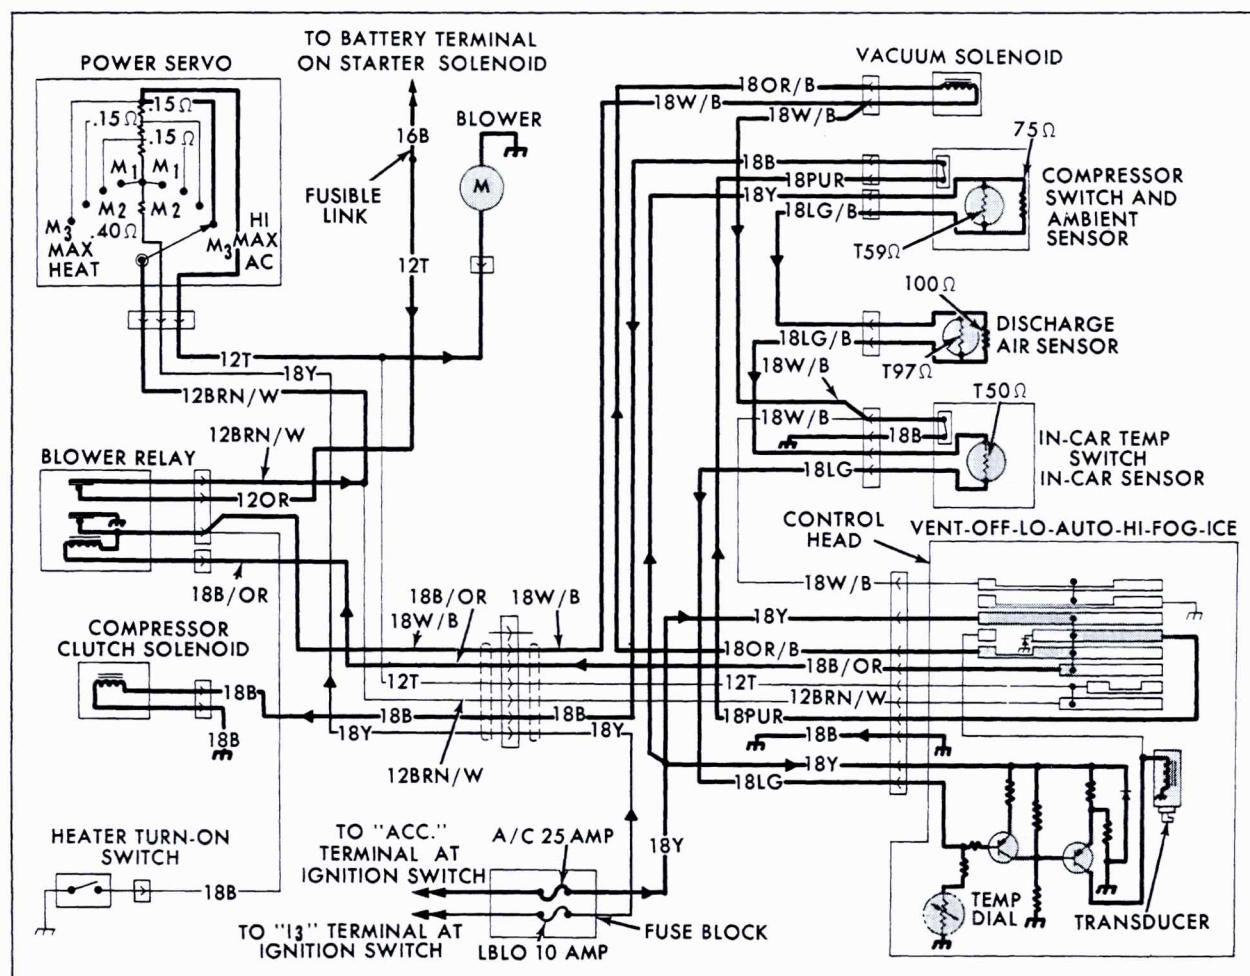 TO BATTERY TERMINAL
ON STARTER SOLENOID
POWER SERVO
VACUUM SOLENOID
18OR/B
18W/B
18W/B
.15Ω
.15Ω
.15Ω
M1
M1
M2
M2
M3
M3
.40Ω
MAX
HEAT
HI
MAX
AC
16B
FUSIBLE
LINK
BLOWER
M
12T
18B
18PUR
18Y
18LG/B
75Ω
COMPRESSOR
SWITCH AND
AMBIENT
SENSOR
T59Ω
100Ω
DISCHARGE
AIR SENSOR
18LG/B
T97Ω
12T
18Y
12BRN/W
12BRN/W
18W/B
18W/B
18B
T50Ω
IN-CAR TEMP
SWITCH
IN-CAR SENSOR
18LG
BLOWER RELAY
12OR
18B/OR
CONTROL
HEAD
VENT-OFF-LO-AUTO-HI-FOG-ICE
18W/B
18B/OR
18W/B
18W/B
18Y
COMPRESSOR
CLUTCH SOLENOID
18OR/B
18B/OR
12T
12T
12BRN/W
18B
18B
18B
18PUR
18B
18Y
18Y
18B
12BRN/W
18Y
18LG
HEATER TURN-ON
SWITCH
18B
TO "ACC."
TERMINAL AT
IGNITION SWITCH
A/C 25 AMP
18Y
TO "I3" TERMINAL AT
IGNITION SWITCH
LBLO 10 AMP
FUSE BLOCK
TEMP
DIAL
TRANSDUCER